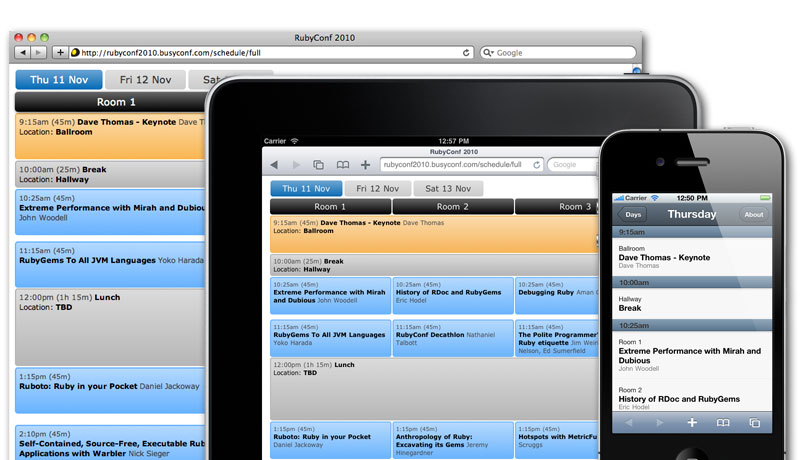 RubyConf 2010
http://rubyconf2010.busyconf.com/schedule/full
Google
Thu 11 Nov
Fri 12 Nov
Sat
Room 1
9:15am (45m) Dave Thomas - Keynote Dave T
Location: Ballroom
10:00am (25m) Break
Location: Hallway
10:25am (45m)
Extreme Performance with Mirah and Dubiou
John Woodell
11:15am (45m)
RubyGems To All JVM Languages Yoko Harada
12:00pm (1h 15m) Lunch
Location: TBD
1:15pm (45m)
Ruboto: Ruby in your Pocket Daniel Jackoway
2:10pm (45m)
Self-Contained, Source-Free, Executable Rub
Applications with Warbler Nick Sieger
Carrier
12:57 PM
RubyConf 2010
rubyconf2010.busyconf.com/schedule/full
Google
Thu 11 Nov
Fri 12 Nov
Sat 13 Nov
Room 1
Room 2
Room 3
9:15am (45m) Dave Thomas - Keynote Dave Thomas
Location: Ballroom
10:00am (25m) Break
Location: Hallway
10:25am (45m)
Extreme Performance with Mirah
and Dubious John Woodell
10:25am (45m)
History of RDoc and RubyGems
Eric Hodel
10:25am (45m)
Debugging Ruby Aman G
11:15am (45m)
RubyGems To All JVM Languages
Yoko Harada
11:15am (45m)
RubyConf Decathlon Nathaniel
Talbott
11:15am (45m)
The Polite Programmer'
Ruby etiquette Jim Wei
Nelson, Ed Sumerfield
12:00pm (1h 15m) Lunch
Location: TBD
1:15pm (45m)
Ruboto: Ruby in your Pocket
Daniel Jackoway
1:15pm (45m)
Anthropology of Ruby:
Excavating its Gems Jeremy
Hinegardner
1:15pm (45m)
Hotspots with MetricFu
Scruggs
Carrier
12:50 PM
Days
Thursday
About
9:15am
Ballroom
Dave Thomas - Keynote
Dave Thomas
10:00am
Hallway
Break
10:25am
Room 1
Extreme Performance with Mirah and
Dubious
John Woodell
Room 2
History of RDoc and RubyGems
Eric Hodel